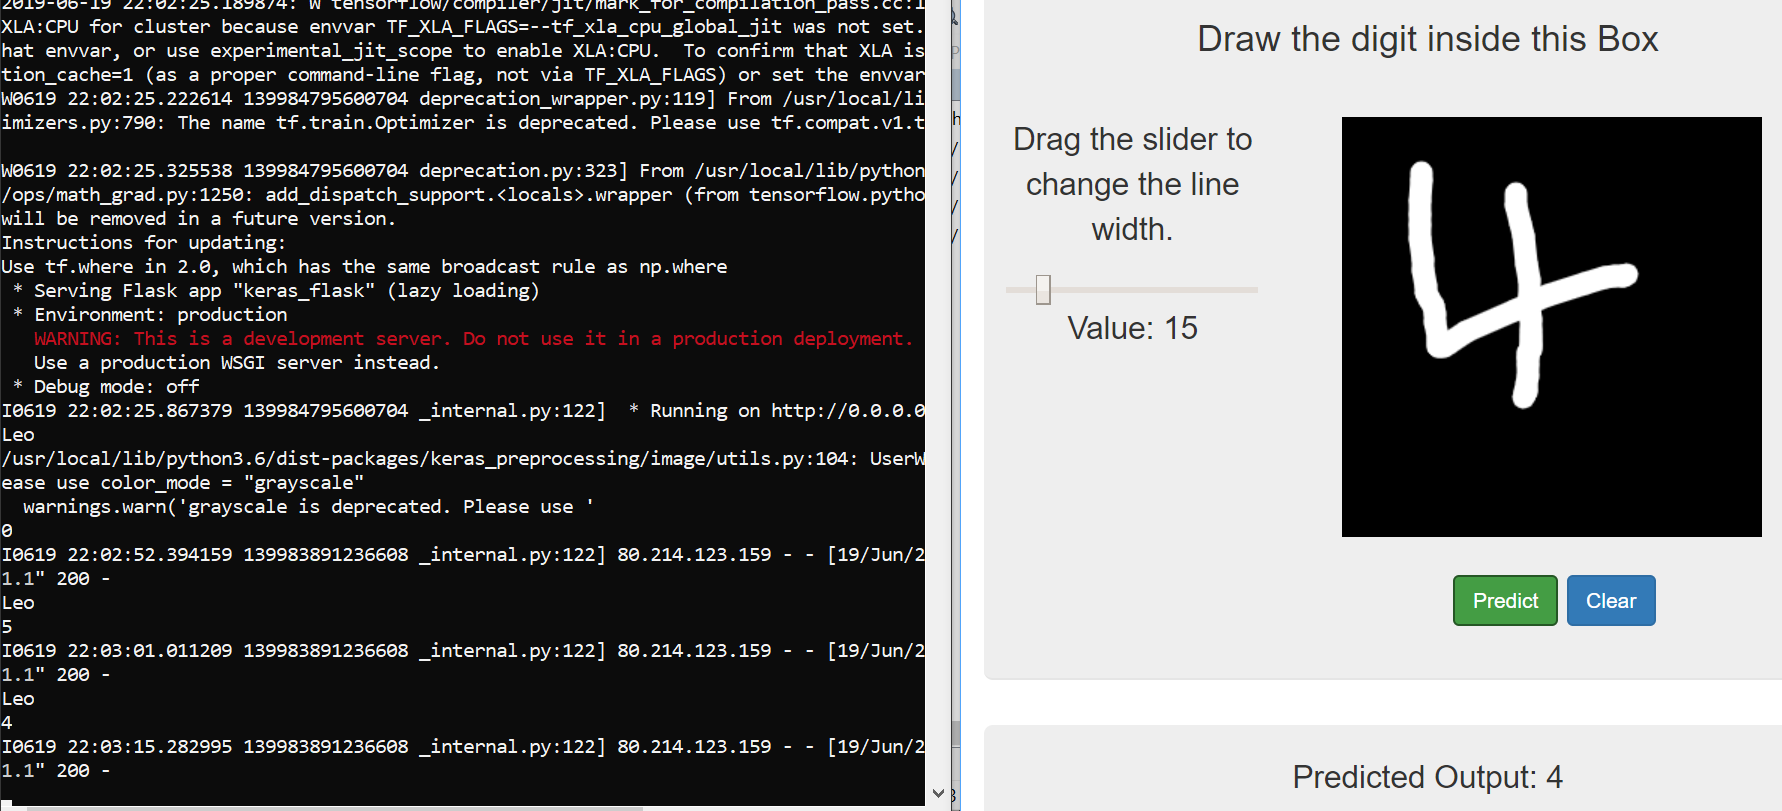 2019-06-19 22:02:25.189874: W tensorflow/compiler/jit/mark_for_compilation_pass.cc:1
XLA:CPU for cluster because envvar TF_XLA_FLAGS=--tf_xla_cpu_global_jit was not set.
hat envvar, or use experimental_jit_scope to enable XLA:CPU.  To confirm that XLA is
tion_cache=1 (as a proper command-line flag, not via TF_XLA_FLAGS) or set the envvar
W0619 22:02:25.222614 139984795600704 deprecation_wrapper.py:119] From /usr/local/li
imizers.py:790: The name tf.train.Optimizer is deprecated. Please use tf.compat.v1.t
W0619 22:02:25.325538 139984795600704 deprecation.py:323] From /usr/local/lib/python
/ops/math_grad.py:1250: add_dispatch_support.<locals>.wrapper (from tensorflow.pytho
will be removed in a future version.
Instructions for updating:
Use tf.where in 2.0, which has the same broadcast rule as np.where
 * Serving Flask app "keras_flask" (lazy loading)
 * Environment: production
   WARNING: This is a development server. Do not use it in a production deployment.
   Use a production WSGI server instead.
 * Debug mode: off
I0619 22:02:25.867379 139984795600704 _internal.py:122]  * Running on http://0.0.0.0
Leo
/usr/local/lib/python3.6/dist-packages/keras_preprocessing/image/utils.py:104: UserW
ease use color_mode = "grayscale"
  warnings.warn('grayscale is deprecated. Please use '
0
I0619 22:02:52.394159 139983891236608 _internal.py:122] 80.214.123.159 - - [19/Jun/2
1.1" 200 -
Leo
5
I0619 22:03:01.011209 139983891236608 _internal.py:122] 80.214.123.159 - - [19/Jun/2
1.1" 200 -
Leo
4
I0619 22:03:15.282995 139983891236608 _internal.py:122] 80.214.123.159 - - [19/Jun/2
1.1" 200 -
Draw the digit inside this Box
Drag the slider to
change the line
width.
Value: 15
4
Predict
Clear
Predicted Output: 4